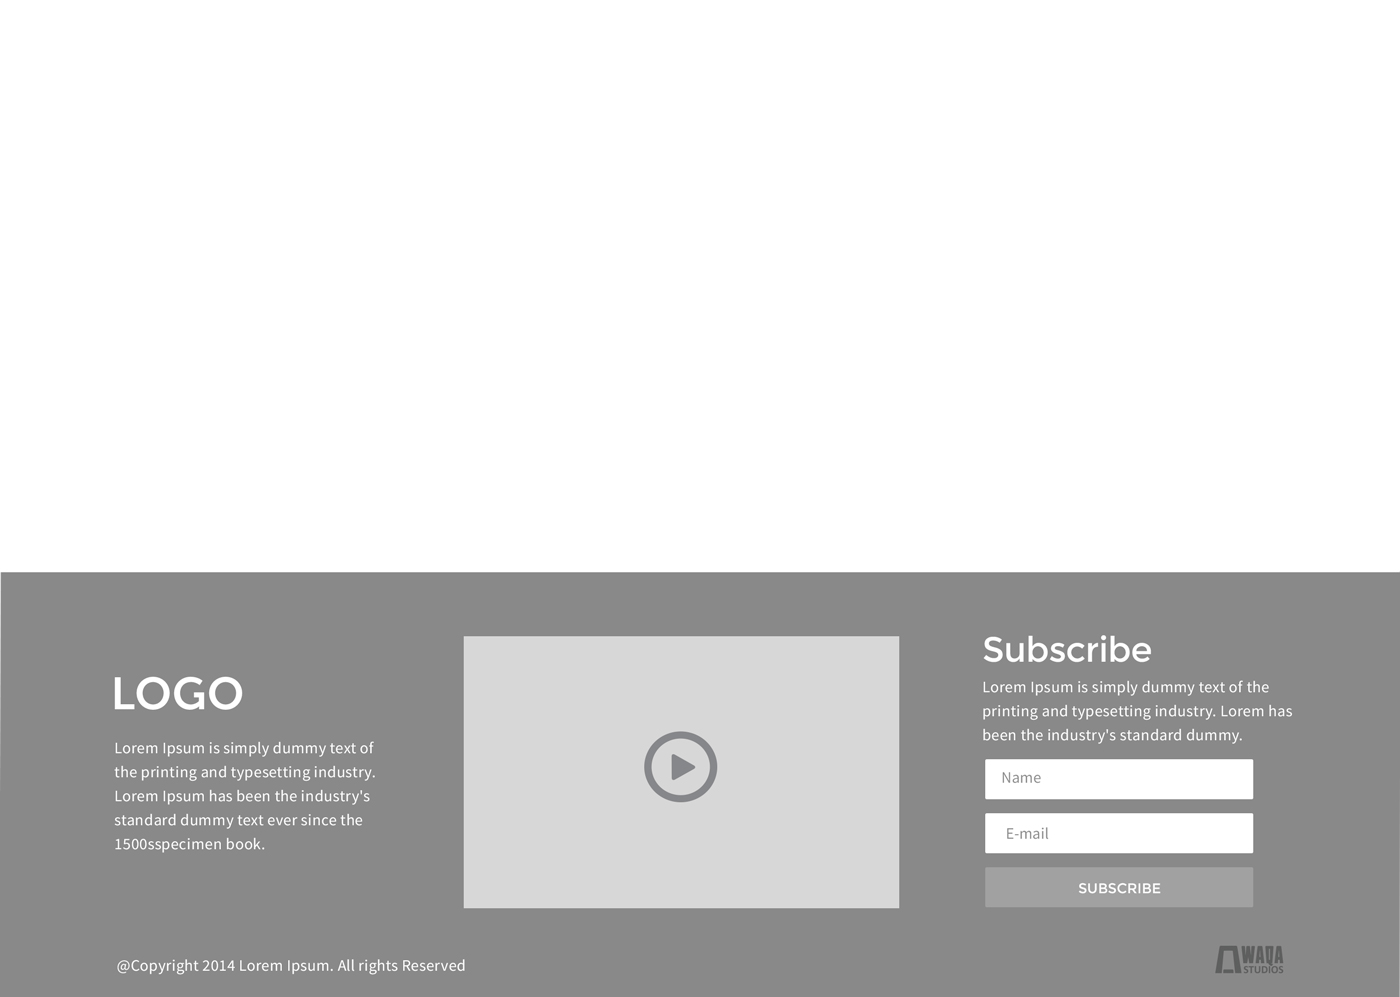 LOGO
Lorem Ipsum is simply dummy text of
the printing and typesetting industry.
Lorem Ipsum has been the industry's
standard dummy text ever since the
1500sspecimen book.
Subscribe
Lorem Ipsum is simply dummy text of the
printing and typesetting industry. Lorem has
been the industry's standard dummy.
Name
E-mail
SUBSCRIBE
@Copyright 2014 Lorem Ipsum. All rights Reserved
WAQA
STUDIOS